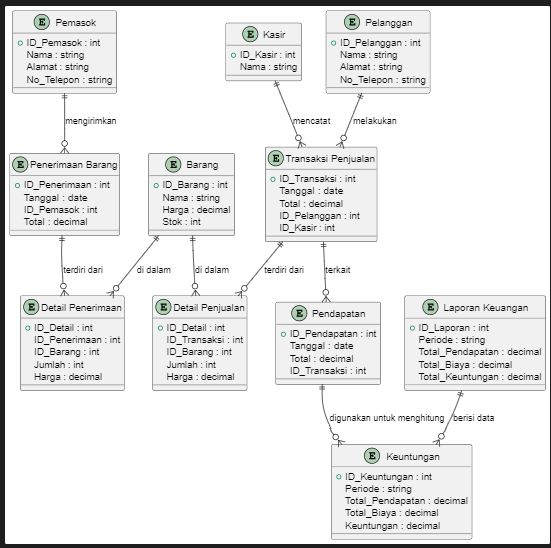 E Pemasok
ID_Pemasok : int
Nama : string
Alamat : string
No_Telepon : string
E Kasir
ID_Kasir : int
Nama : string
E Pelanggan
ID_Pelanggan : int
Nama : string
Alamat : string
No_Telepon : string
mengirimkan
mencatat
melakukan
E Penerimaan Barang
ID_Penerimaan : int
Tanggal : date
ID_Pemasok : int
Total : decimal
E Barang
ID_Barang : int
Nama : string
Harga : decimal
Stok : int
E Transaksi Penjualan
ID_Transaksi : int
Tanggal : date
Total : decimal
ID_Pelanggan : int
ID_Kasir : int
terdiri dari
di dalam
di dalam
terdiri dari
terkait
E Detail Penerimaan
ID_Detail : int
ID_Penerimaan : int
ID_Barang : int
Jumlah : int
Harga : decimal
E Detail Penjualan
ID_Detail : int
ID_Transaksi : int
ID_Barang : int
Jumlah : int
Harga : decimal
E Pendapatan
ID_Pendapatan : int
Tanggal : date
Total : decimal
ID_Transaksi : int
E Laporan Keuangan
ID_Laporan : int
Periode : string
Total_Pendapatan : decimal
Total_Biaya : decimal
Total_Keuntungan : decimal
digunakan untuk menghitung
berisi data
E Keuntungan
ID_Keuntungan : int
Periode : string
Total_Pendapatan : decimal
Total_Biaya : decimal
Keuntungan : decimal